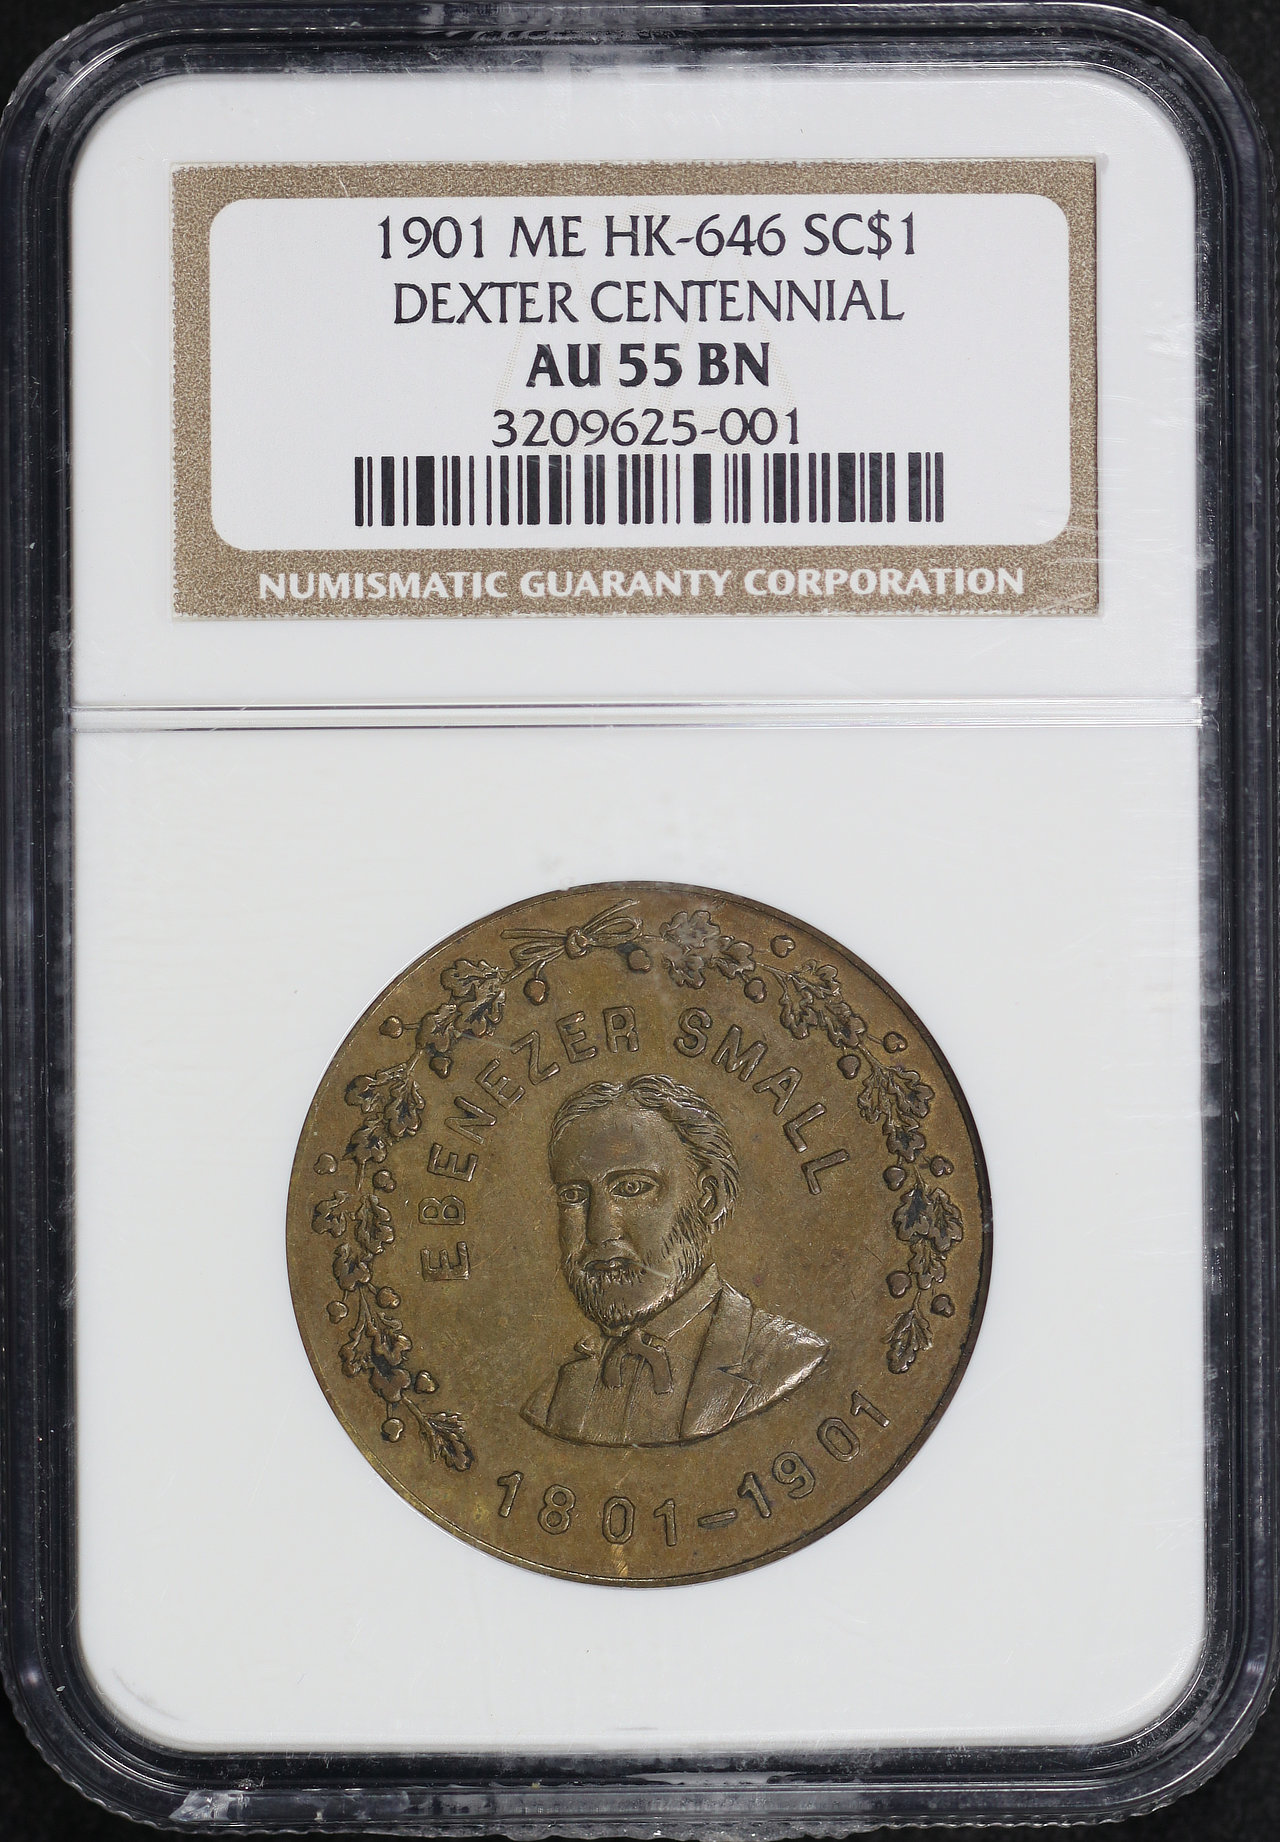 1901 ME HK-646 SC$1
DEXTER CENTENNIAL
AU 55 BN
3209625-001
NUMISMATIC GUARANTY CORPORATION
EBENEZER SMALL
1801-1901